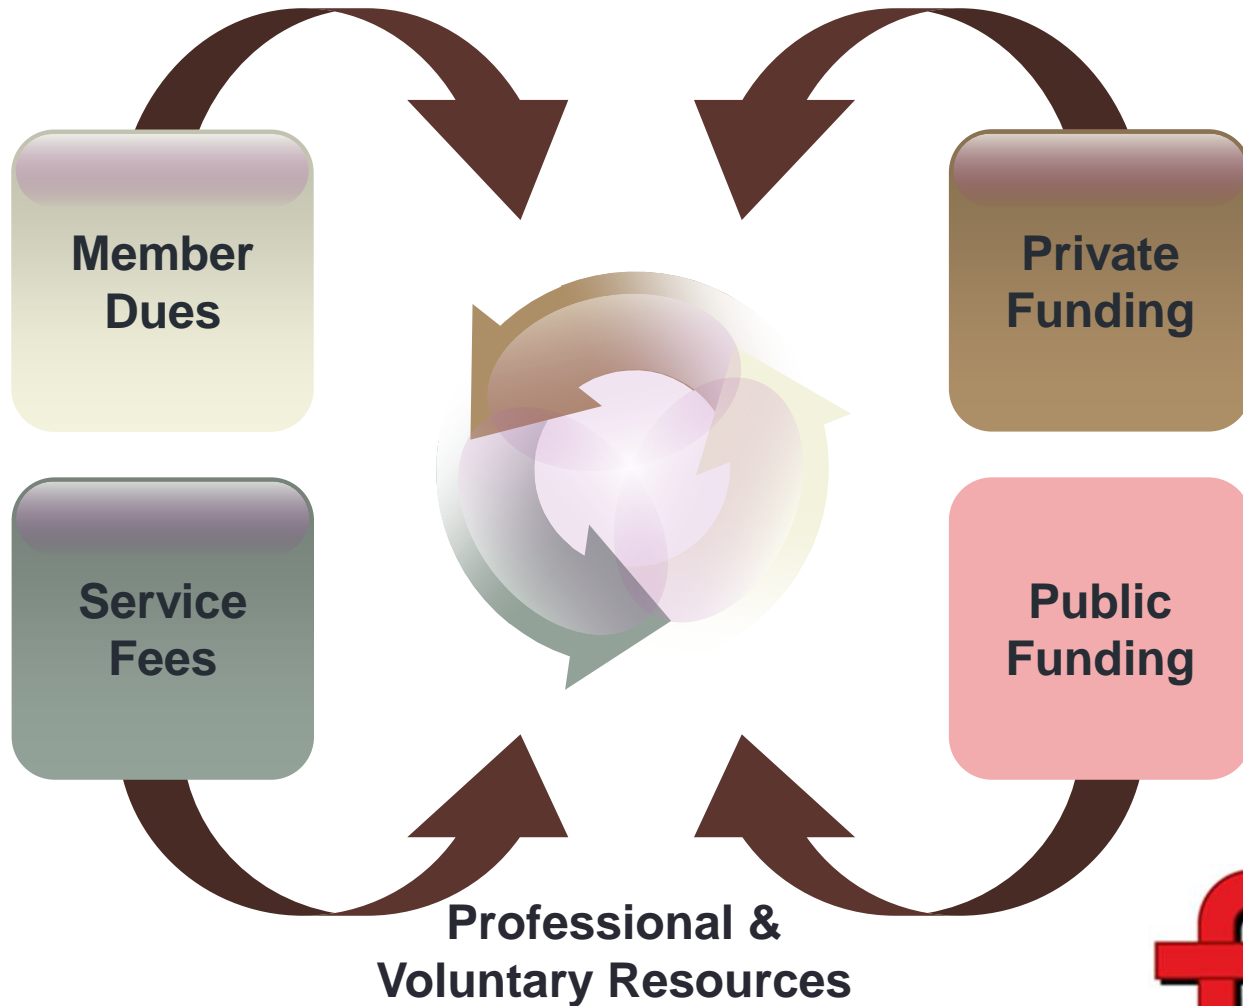 Member
Dues
Private
Funding
Service
Fees
Public
Funding
Professional &
Voluntary Resources
f